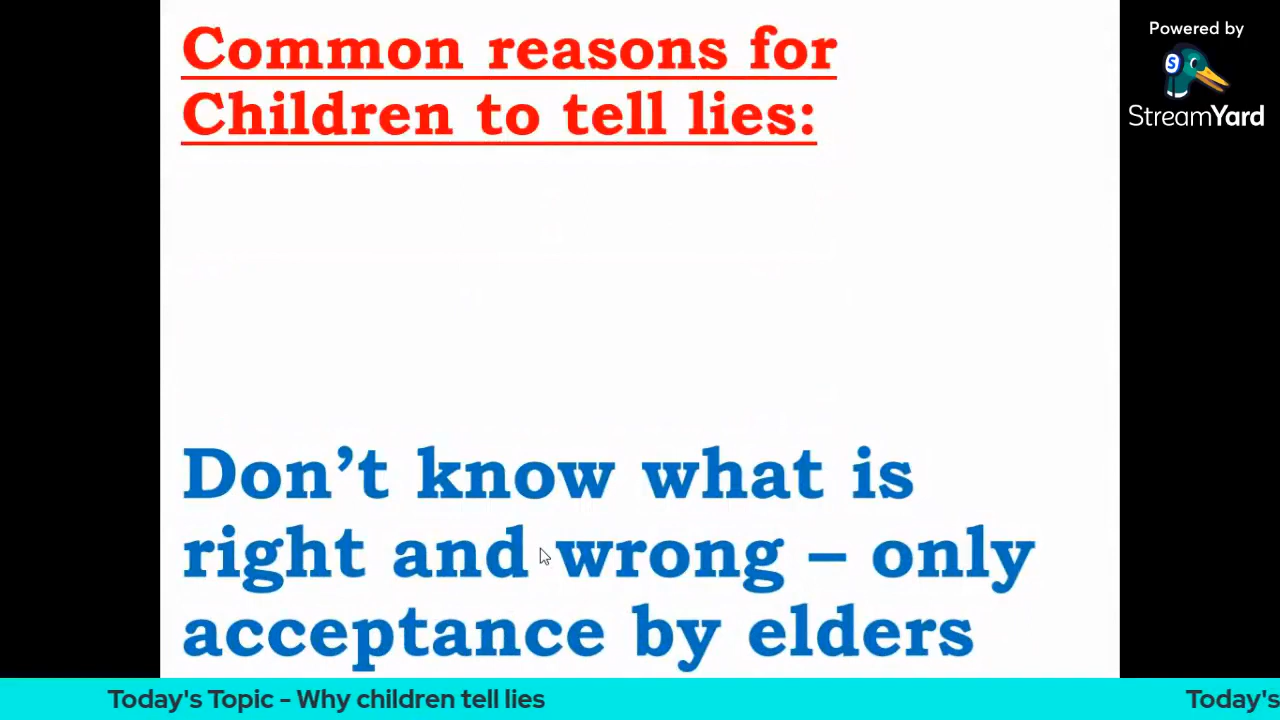 Common reasons for
Children to tell lies:
Don’t know what is
right and wrong – only
acceptance by elders
Powered by
S
StreamYard
Today's Topic - Why children tell lies
Today's